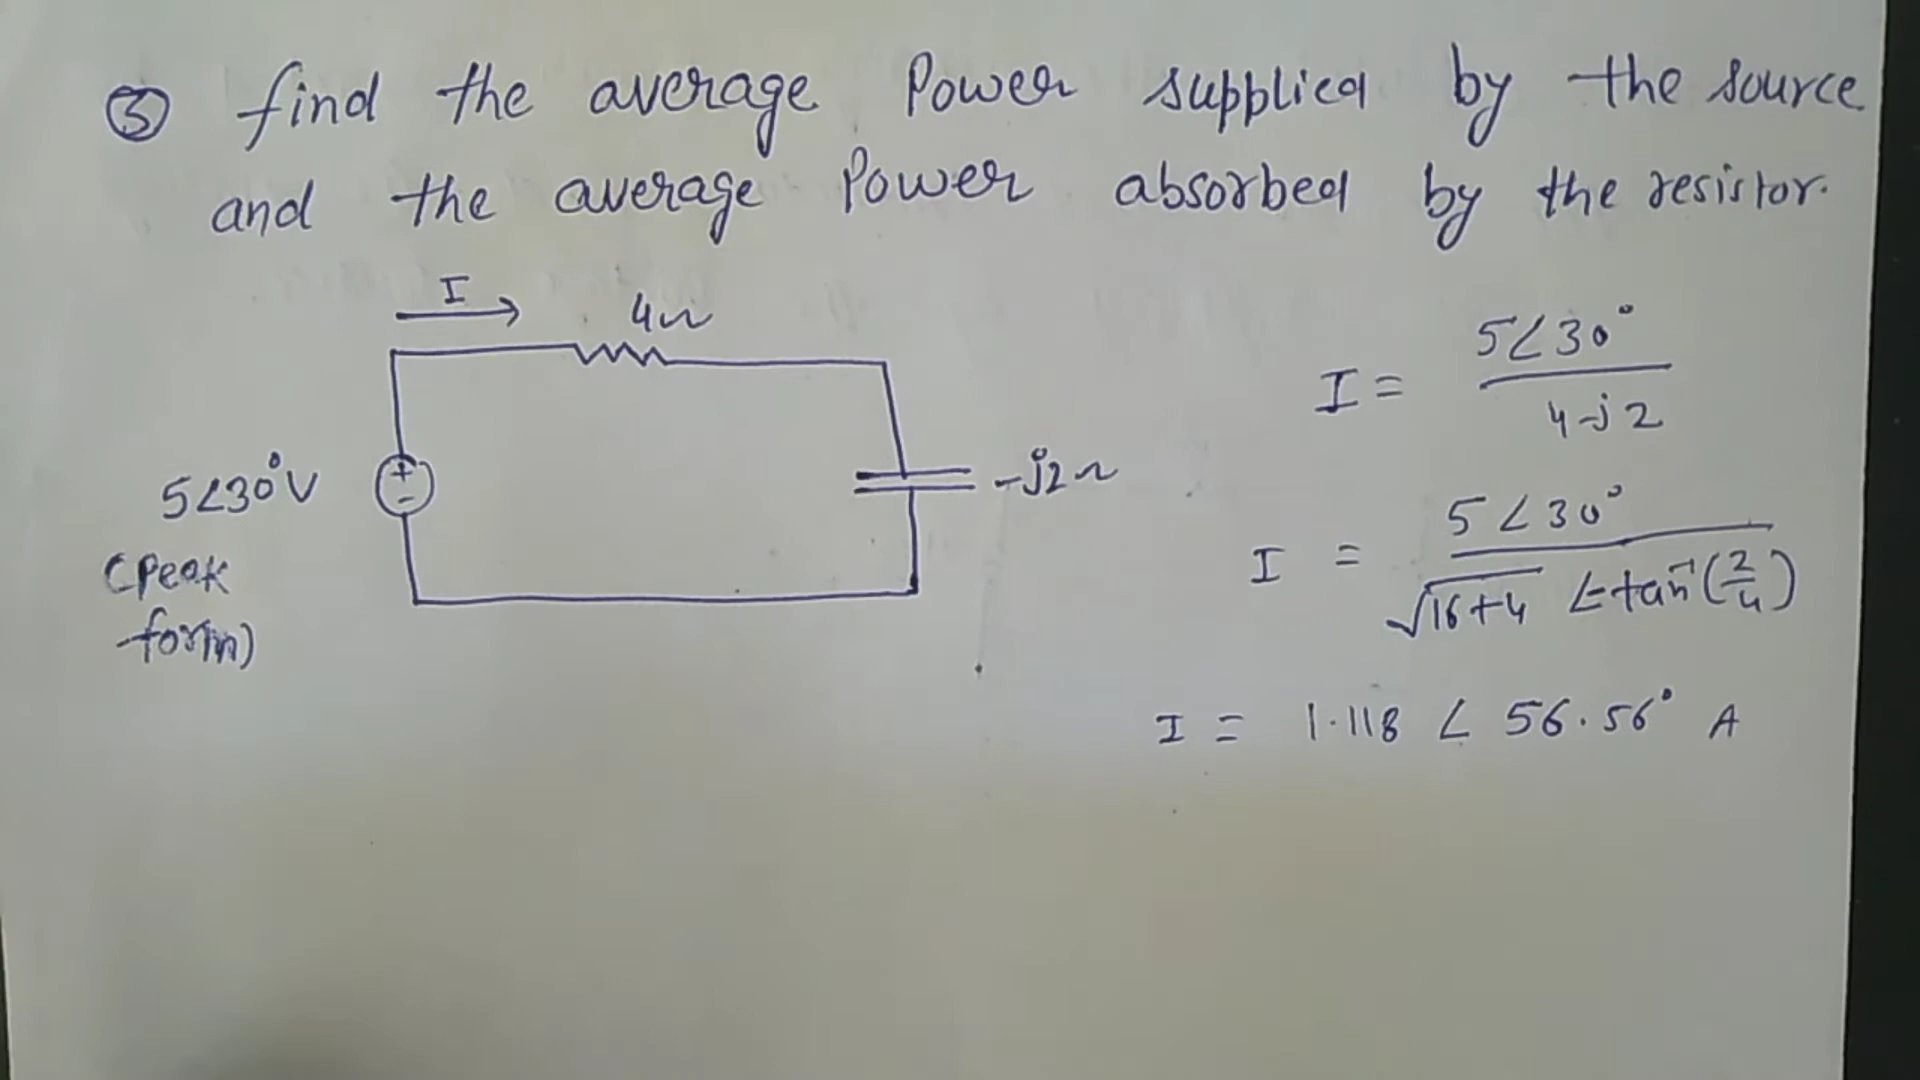 ③ find the average Power supplied by the source
and the average Power absorbed by the resistor.
I
4Ω
5∠30°V
+
-
-j2Ω
(Peak
form)
I = 5∠30° / 4-j2
I = 5∠30° / √16+4 ∠-tan⁻¹(2/4)
I = 1.118 ∠ 56.56° A